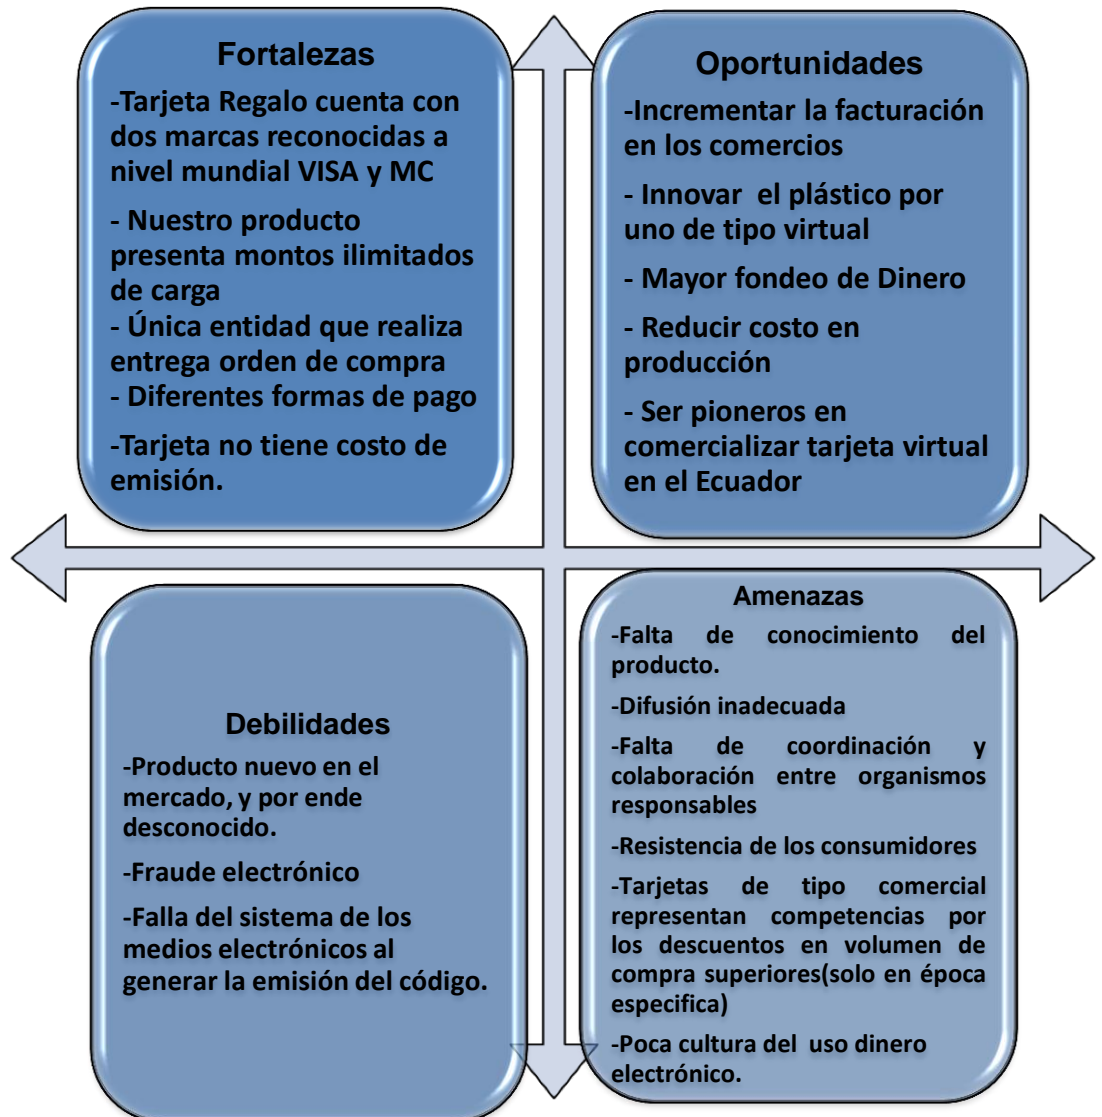 Fortalezas
-Tarjeta Regalo cuenta con
dos marcas reconocidas a
nivel mundial VISA y MC
- Nuestro producto
presenta montos ilimitados
de carga
- Única entidad que realiza
entrega orden de compra
- Diferentes formas de pago
-Tarjeta no tiene costo de
emisión.
Oportunidades
-Incrementar la facturación
en los comercios
- Innovar el plástico por
uno de tipo virtual
- Mayor fondeo de Dinero
- Reducir costo en
producción
- Ser pioneros en
comercializar tarjeta virtual
en el Ecuador
Debilidades
-Producto nuevo en el
mercado, y por ende
desconocido.
-Fraude electrónico
-Falla del sistema de los
medios electrónicos al
generar la emisión del código.
Amenazas
-Falta de conocimiento del
producto.
-Difusión inadecuada
-Falta de coordinación y
colaboración entre organismos
responsables
-Resistencia de los consumidores
-Tarjetas de tipo comercial
representan competencias por
los descuentos en volumen de
compra superiores(solo en época
especifica)
-Poca cultura del uso dinero
electrónico.